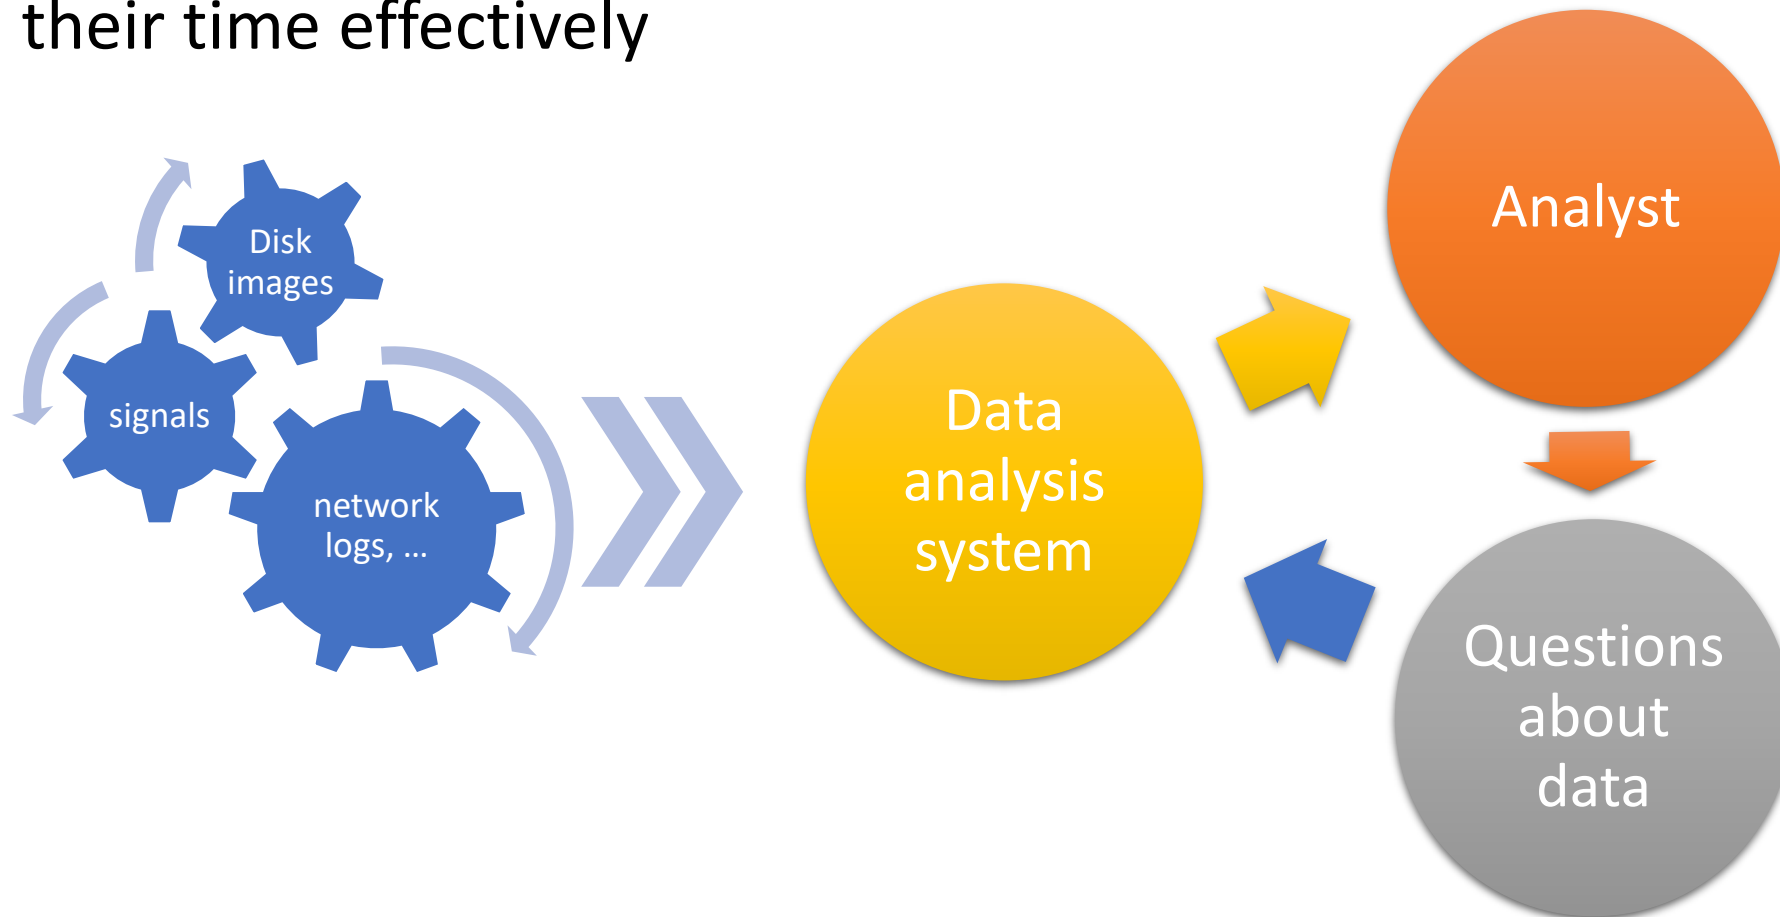 their time effectively
Disk
images
signals
network
logs, ...
Data
analysis
system
Analyst
Questions
about
data